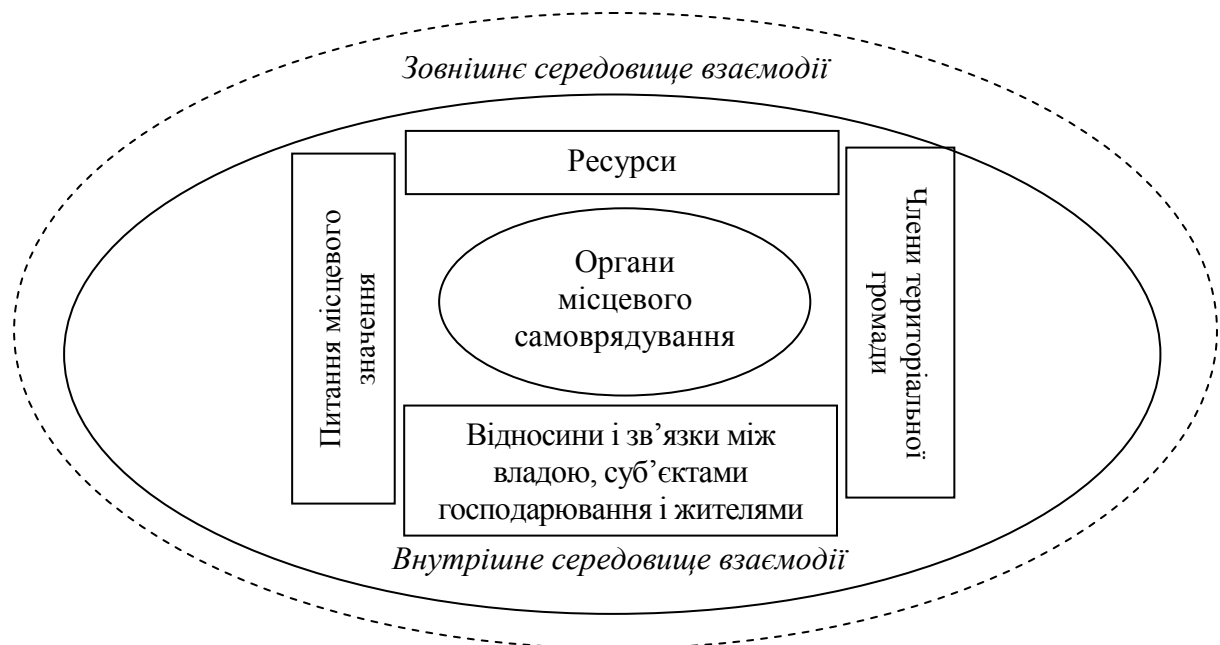 Зовнішнє середовище взаємодії
Ресурси
Питання місцевого
значення
Органи
місцевого
самоврядування
Члени територіальної
громади
Відносини і зв’язки між
владою, суб’єктами
господарювання і жителями
Внутрішне середовище взаємодії